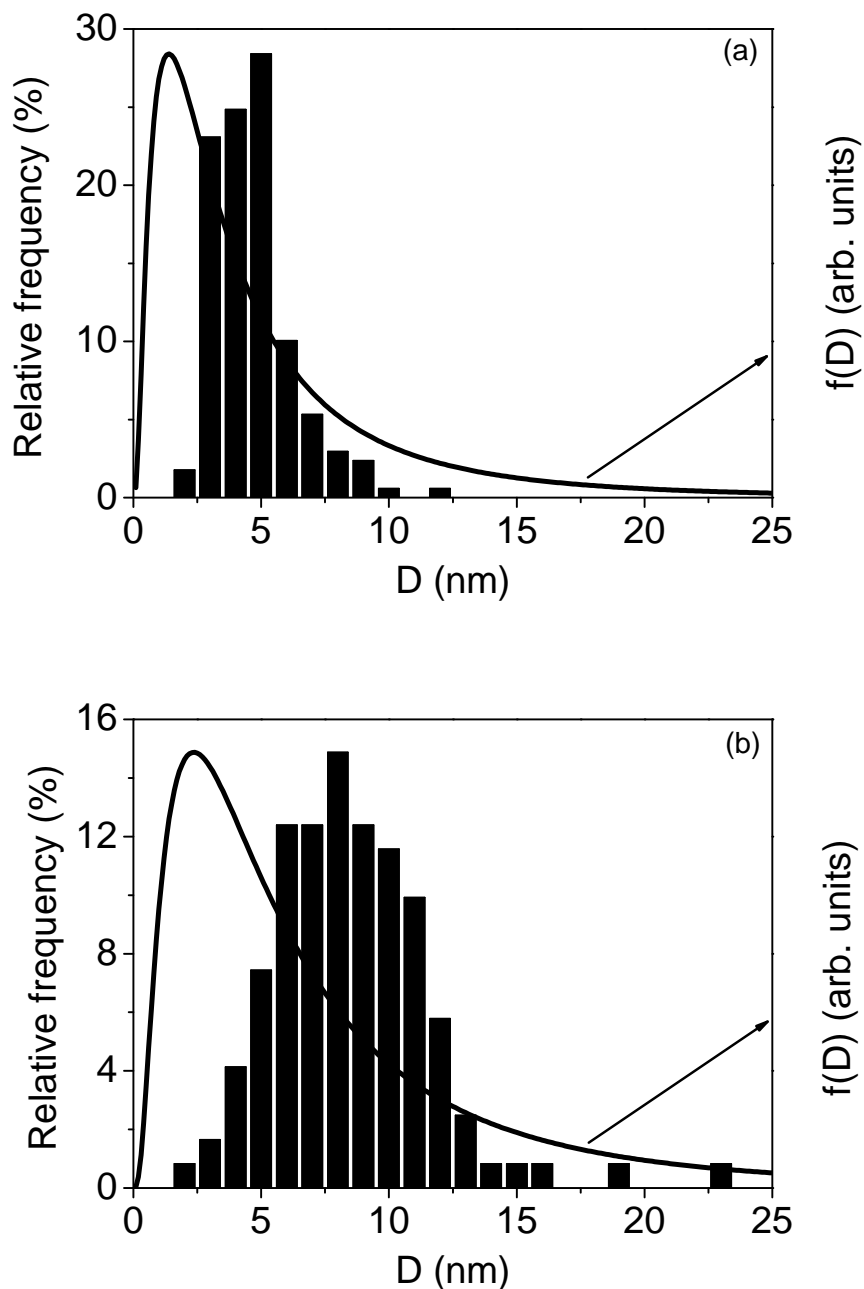 30
20
10
0
Relative frequency (%)
(a)
f(D) (arb. units)
0 5 10 15 20 25
D (nm)
16
12
8
4
0
Relative frequency (%)
(b)
f(D) (arb. units)
0 5 10 15 20 25
D (nm)